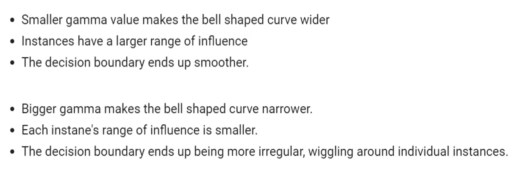 • Smaller gamma value makes the bell shaped curve wider
• Instances have a larger range of influence
• The decision boundary ends up smoother.
• Bigger gamma makes the bell shaped curve narrower.
• Each instane's range of influence is smaller.
• The decision boundary ends up being more irregular, wiggling around individual instances.